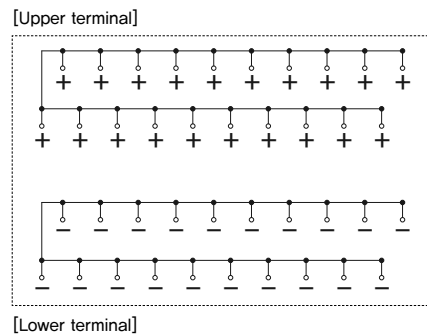 [Upper terminal]
+ + + + + + + + + +
+ + + + + + + + + +
− − − − − − − − − −
− − − − − − − − − −
[Lower terminal]